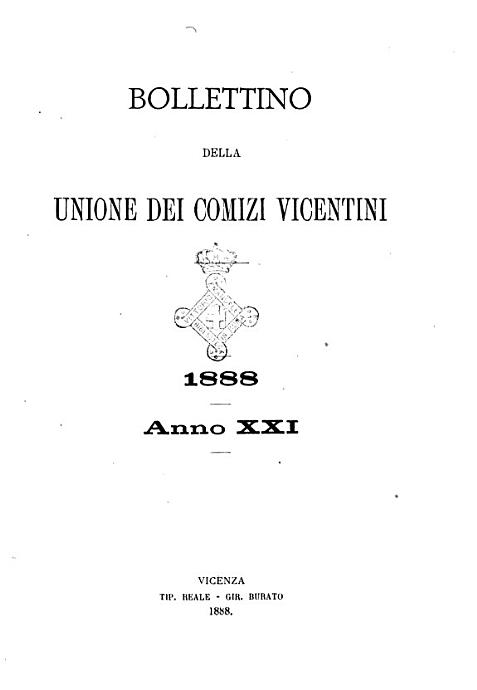 BOLLETTINO
DELLA
UNIONE DEI COMIZI VICENTINI
1888
Anno XXI
VICENZA
TIP. REALE - GIR. BURATO
1888.